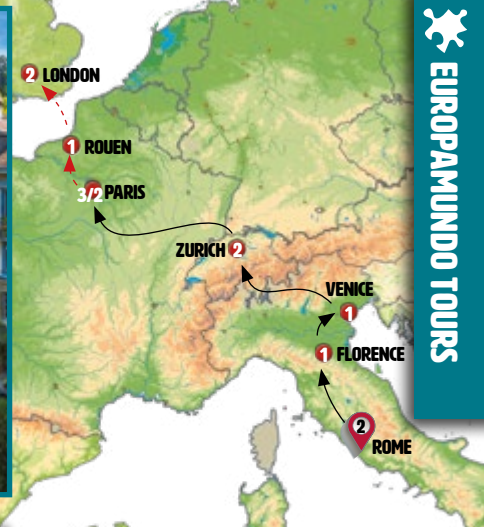 EUROPAMUNDO TOURS
2 LONDON
1 ROUEN
3/2 PARIS
ZURICH 2
VENICE
1
1 FLORENCE
2
ROME